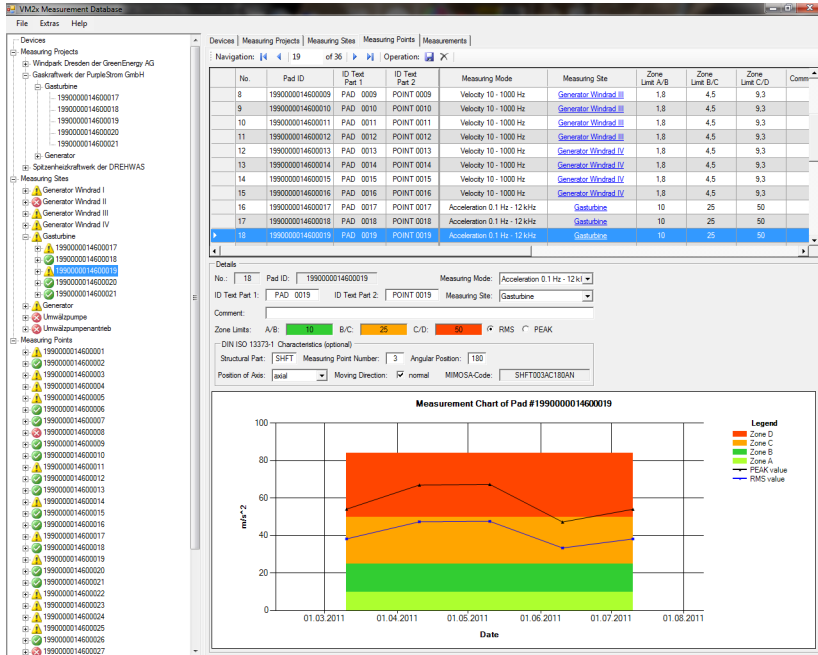 VM2x Measurement Database
File Extras Help
Devices
Measuring Projects
Windpark Dresden der GreenEnergy AG
Gaskraftwerk der PurpleStrom GmbH
Gasturbine
1990000014600017
1990000014600018
1990000014600019
1990000014600020
1990000014600021
Generator
Spitzenheizkraftwerk der DREHWAS
Measuring Sites
Generator Windrad I
Generator Windrad II
Generator Windrad III
Generator Windrad IV
Gasturbine
1990000014600017
1990000014600018
1990000014600019
1990000014600020
1990000014600021
Generator
Umwälzpumpe
Umwälzpumpenantrieb
Measuring Points
1990000014600001
1990000014600002
1990000014600003
1990000014600004
1990000014600005
1990000014600006
1990000014600007
1990000014600008
1990000014600009
1990000014600010
1990000014600011
1990000014600012
1990000014600013
1990000014600014
1990000014600015
1990000014600016
1990000014600017
1990000014600018
1990000014600019
1990000014600020
1990000014600021
1990000014600022
1990000014600023
1990000014600024
1990000014600025
1990000014600026
1990000014600027
Devices Measuring Projects Measuring Sites Measuring Points Measurements
Navigation: 19 of 36 Operation:
No. Pad ID ID Text Part 1 ID Text Part 2 Measuring Mode Measuring Site Zone Limit A/B Zone Limit B/C Zone Limit C/D Comm
8 1990000014600009 PAD 0009 POINT 0009 Velocity 10 - 1000 Hz Generator Windrad III 1,8 4,5 9,3
9 1990000014600010 PAD 0010 POINT 0010 Velocity 10 - 1000 Hz Generator Windrad III 1,8 4,5 9,3
10 1990000014600011 PAD 0011 POINT 0011 Velocity 10 - 1000 Hz Generator Windrad III 1,8 4,5 9,3
11 1990000014600012 PAD 0012 POINT 0012 Velocity 10 - 1000 Hz Generator Windrad III 1,8 4,5 9,3
12 1990000014600013 PAD 0013 POINT 0013 Velocity 10 - 1000 Hz Generator Windrad IV 1,8 4,5 9,3
13 1990000014600014 PAD 0014 POINT 0014 Velocity 10 - 1000 Hz Generator Windrad IV 1,8 4,5 9,3
14 1990000014600015 PAD 0015 POINT 0015 Velocity 10 - 1000 Hz Generator Windrad IV 1,8 4,5 9,3
15 1990000014600016 PAD 0016 POINT 0016 Velocity 10 - 1000 Hz Generator Windrad IV 1,8 4,5 9,3
16 1990000014600017 PAD 0017 POINT 0017 Acceleration 0.1 Hz - 12 kHz Gasturbine 10 25 50
17 1990000014600018 PAD 0018 POINT 0018 Acceleration 0.1 Hz - 12 kHz Gasturbine 10 25 50
18 1990000014600019 PAD 0019 POINT 0019 Acceleration 0.1 Hz - 12 kHz Gasturbine 10 25 50
Details
No.: 18 Pad ID: 1990000014600019 Measuring Mode: Acceleration 0.1 Hz - 12 kH
ID Text Part 1: PAD 0019 ID Text Part 2: POINT 0019 Measuring Site: Gasturbine
Comment:
Zone Limits: A/B: 10 B/C: 25 C/D: 50 RMS PEAK
DIN ISO 13373-1 Characteristics (optional)
Structural Part: SHFT Measuring Point Number: 3 Angular Position: 180
Position of Axis: axial Moving Direction: normal MIMOSA-Code: SHFT003AC180AN
Measurement Chart of Pad #1990000014600019
Legend
Zone D
Zone C
Zone B
Zone A
PEAK value
RMS value
100
80
60
40
20
0
m/s^2
01.03.2011 01.04.2011 01.05.2011 01.06.2011 01.07.2011 01.08.2011
Date